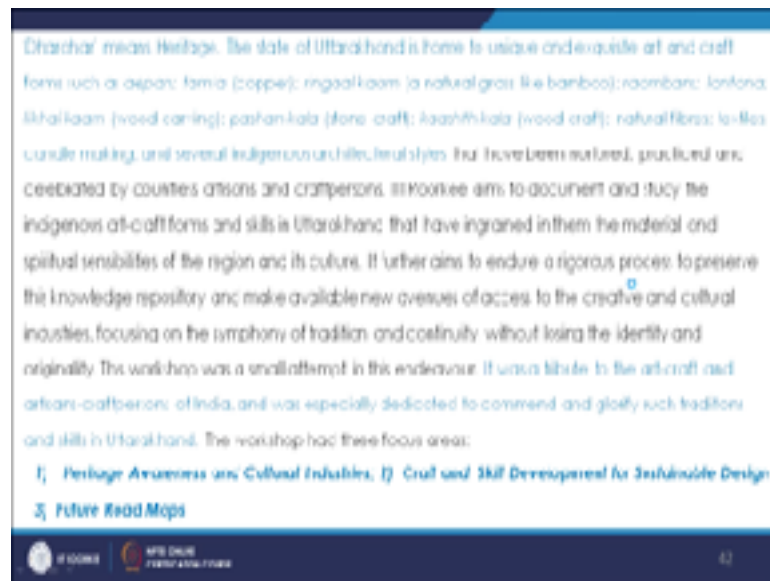 Dharohar' means Heritage. The state of Uttarakhand is home to unique and exquisite art and craft
forms such as aepan; tamta (copper); ringaal kaam (a natural grass like bamboo); raambans; lantana;
likhai kaam (wood carving); pashan kala (stone craft); kaashth kala (wood craft); natural fibres; textiles
candle making, and several indigenous architectural styles that have been nurtured, practiced and
celebrated by countless artisans and craftpersons. IIT Roorkee aims to document and study the
indigenous art-craft forms and skills in Uttarakhand that have ingrained in them the material and
spiritual sensibilities of the region and its culture. It further aims to endure a rigorous process to preserve
this knowledge repository and make available new avenues of access to the creative and cultural
industries, focusing on the symphony of tradition and continuity without losing the identity and
originality. This workshop was a small attempt in this endeavour. It was a tribute to the art-craft and
artisans-craftpersons of India, and was especially dedicated to commend and glorify such traditions
and skills in Uttarakhand. The workshop had three focus areas:
1) Heritage Awareness and Cultural Industries, 2) Craft and Skill Development for Sustainable Design
3) Future Road Maps
IIT ROORKEE NPTEL ONLINE CERTIFICATION COURSE 42